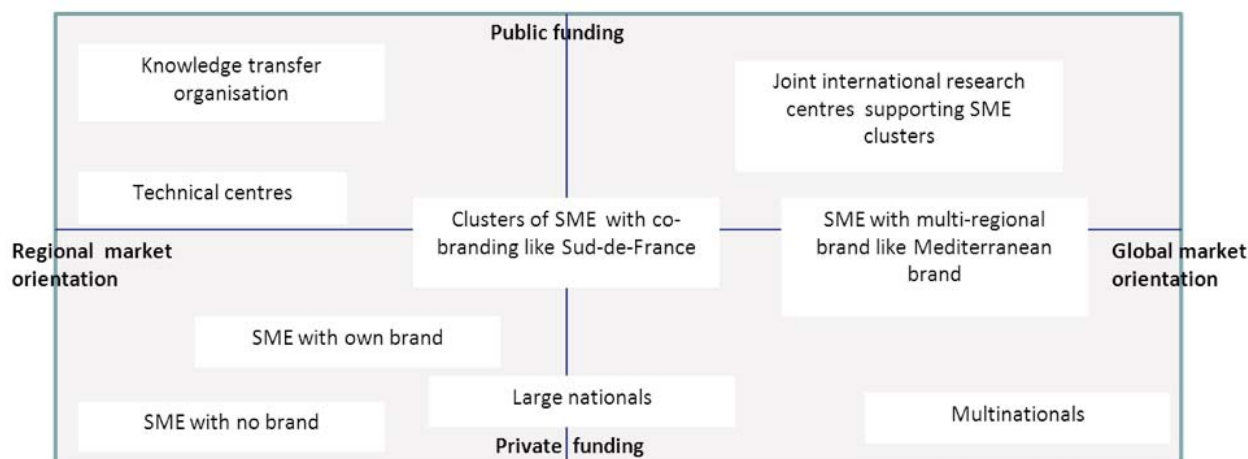 Public funding
Knowledge transfer
organisation
Joint international research
centres supporting SME
clusters
Technical centres
Clusters of SME with co-
branding like Sud-de-France
SME with multi-regional
brand like Mediterranean
brand
Regional market
orientation
Global market
orientation
SME with own brand
Large nationals
SME with no brand
Multinationals
Private funding